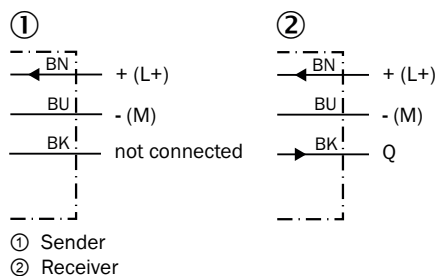 ① ②
BN + (L+) BN + (L+)
BU - (M) BU - (M)
BK not connected BK Q
① Sender
② Receiver